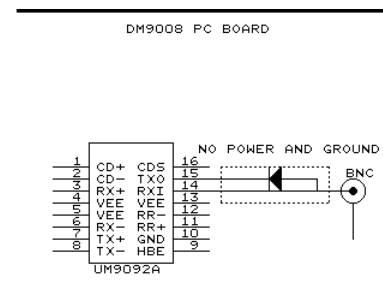 DM9008 PC BOARD
NO POWER AND GROUND
BNC
1 CD+ CDS 16
2 CD- TXO 15
3 RX+ RXI 14
4 VEE VEE 13
5 VEE RR- 12
6 RX- RR+ 11
7 TX+ GND 10
8 TX- HBE 9
UM9092A